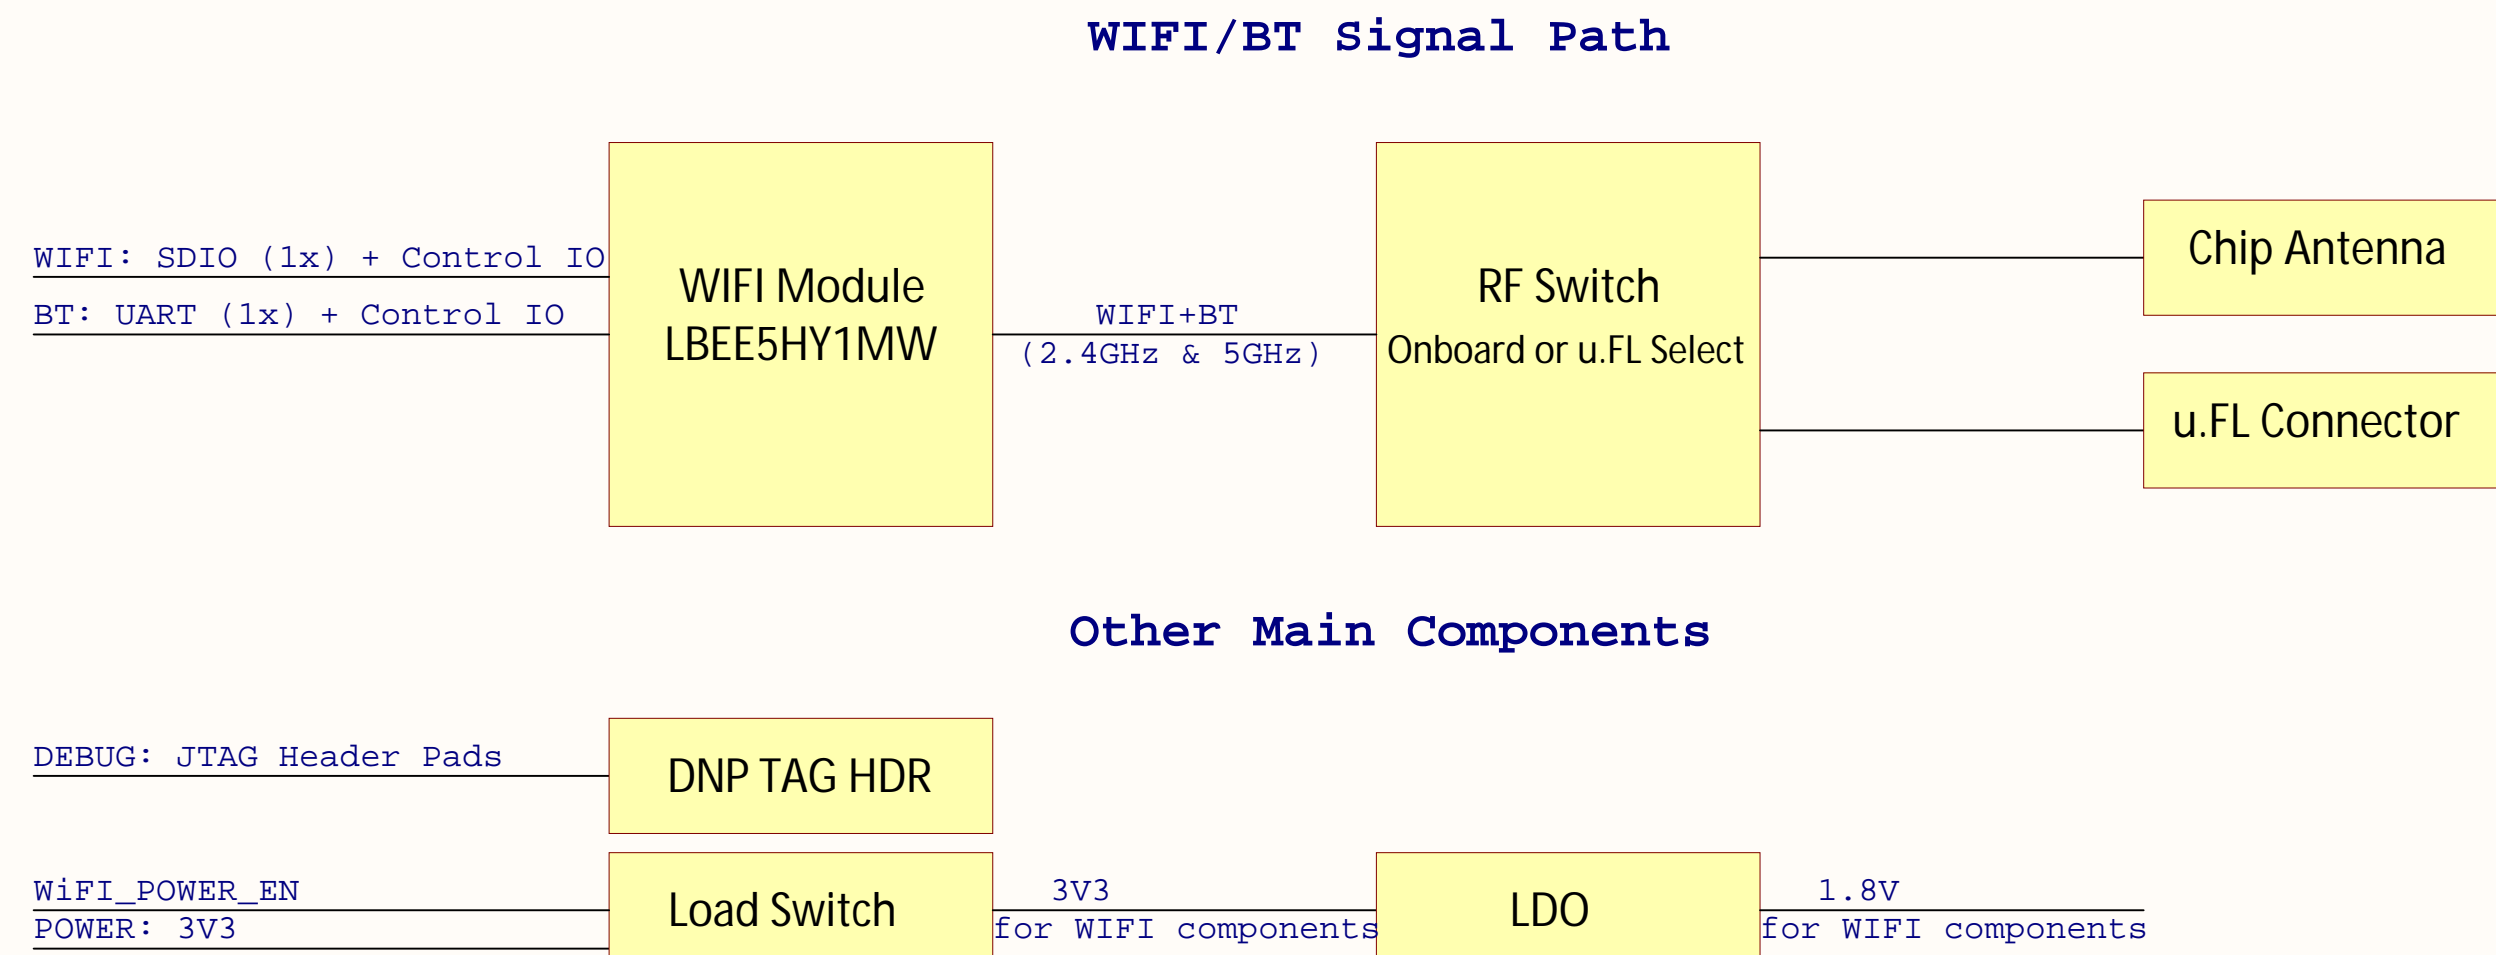 WIFI/BT Signal Path
WIFI: SDIO (1x) + Control IO
BT: UART (1x) + Control IO
WIFI Module
LBEE5HY1MW
WIFI+BT
(2.4GHz & 5GHz)
RF Switch
Onboard or u.FL Select
Chip Antenna
u.FL Connector
Other Main Components
DEBUG: JTAG Header Pads
DNP TAG HDR
WiFI_POWER_EN
POWER: 3V3
Load Switch
3V3
for WIFI components
LDO
1.8V
for WIFI components